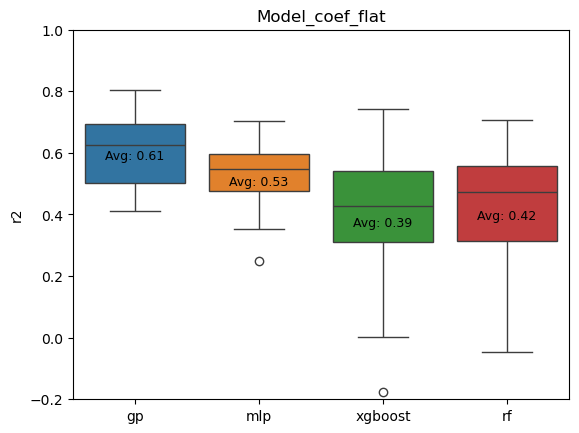 Model_coef_flat
1.0
0.8
0.6
0.4
0.2
0.0
−0.2
r2
Avg: 0.61
Avg: 0.53
Avg: 0.39
Avg: 0.42
gp
mlp
xgboost
rf